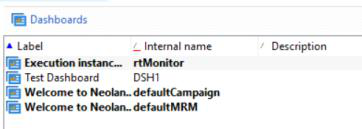 Dashboards
Label Internal name Description
Execution instanc... rtMonitor
Test Dashboard DSH1
Welcome to Neolan.. defaultCampaign
Welcome to Neolan.. defaultMRM